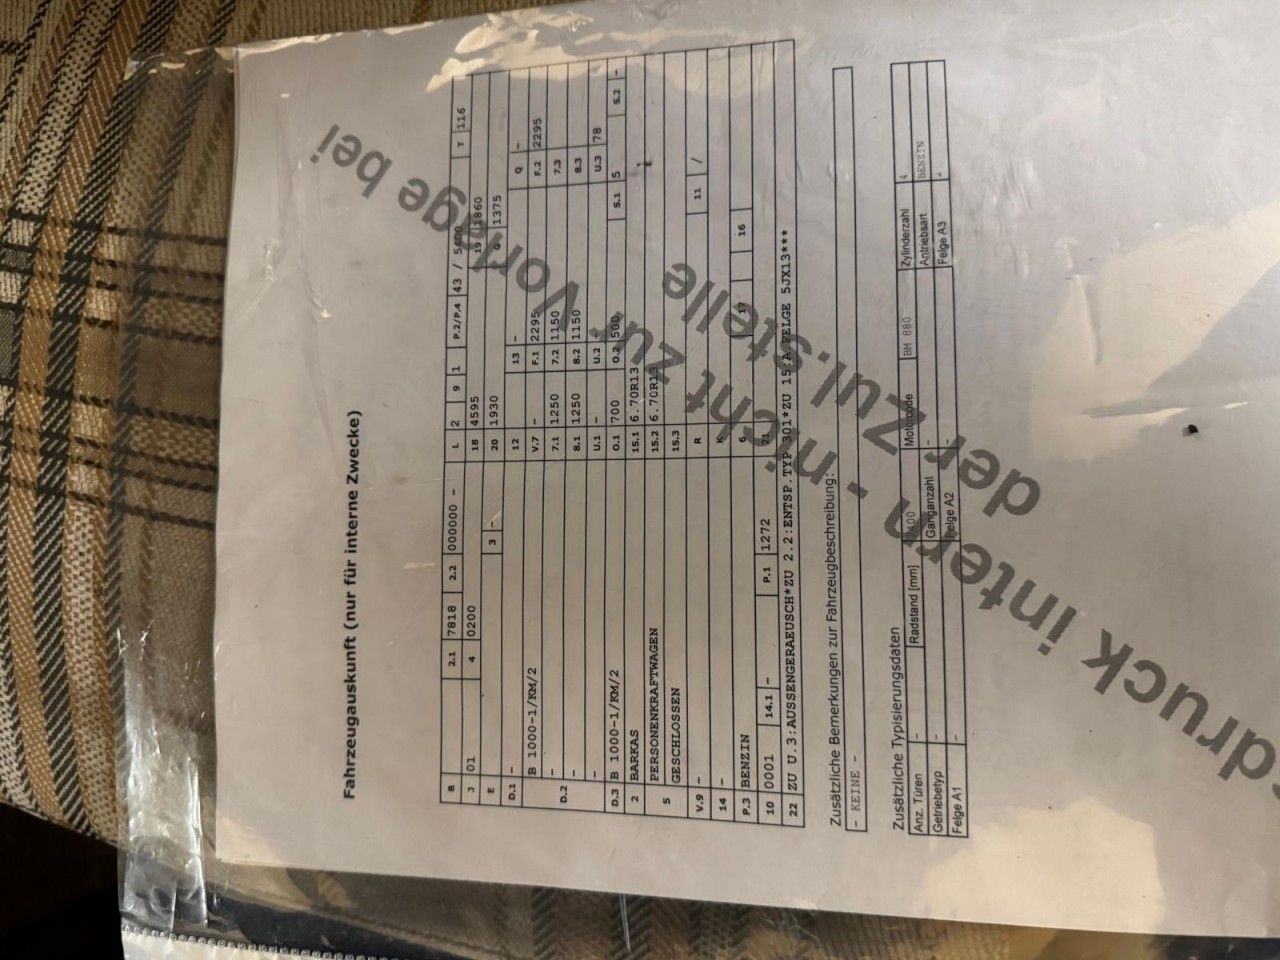 Fahrzeugauskunft (nur für interne Zwecke)
B 2.1 7818 2.2 000000 - L 2 9 1 P.2/P.4 43 / 5400 T 116
J 01 4 0200 18 4595 19 1860
E 3 - 20 1930 G 1375
D.1 - 12 13 - Q -
D.2 B 1000-1/KM/2 V.7 - F.1 2295 F.2 2295
- 7.1 1250 7.2 1150 7.3
- 8.1 1250 8.2 1150 8.3
- U.1 - U.2 U.3 78
D.3 B 1000-1/KM/2 O.1 700 O.2 500 S.1 5 S.2 -
2 BARKAS 15.1 6.70R13
5 PERSONENKRAFTWAGEN 15.2 6.70R13
GESCHLOSSEN 15.3
V.9 - R 11 /
14 - K
P.3 BENZIN 6 17 16
10 0001 14.1 - P.1 1272 21
22 ZU U.3:AUSSENGERAEUSCH*ZU 2.2:ENTSP.TYP 301*ZU 15:A.FELGE 5JX13***
Zusätzliche Bemerkungen zur Fahrzeugbeschreibung:
- KEINE -
Zusätzliche Typisierungsdaten
Anz. Türen - Radstand [mm] Motorcode BM 880 Zylinderzahl 4
Getriebetyp - Ganganzahl - Antriebsart BENZIN
Felge A1 - Felge A2 - Felge A3 -
druck intern - nicht zur Vorlage bei
der Zul.stelle